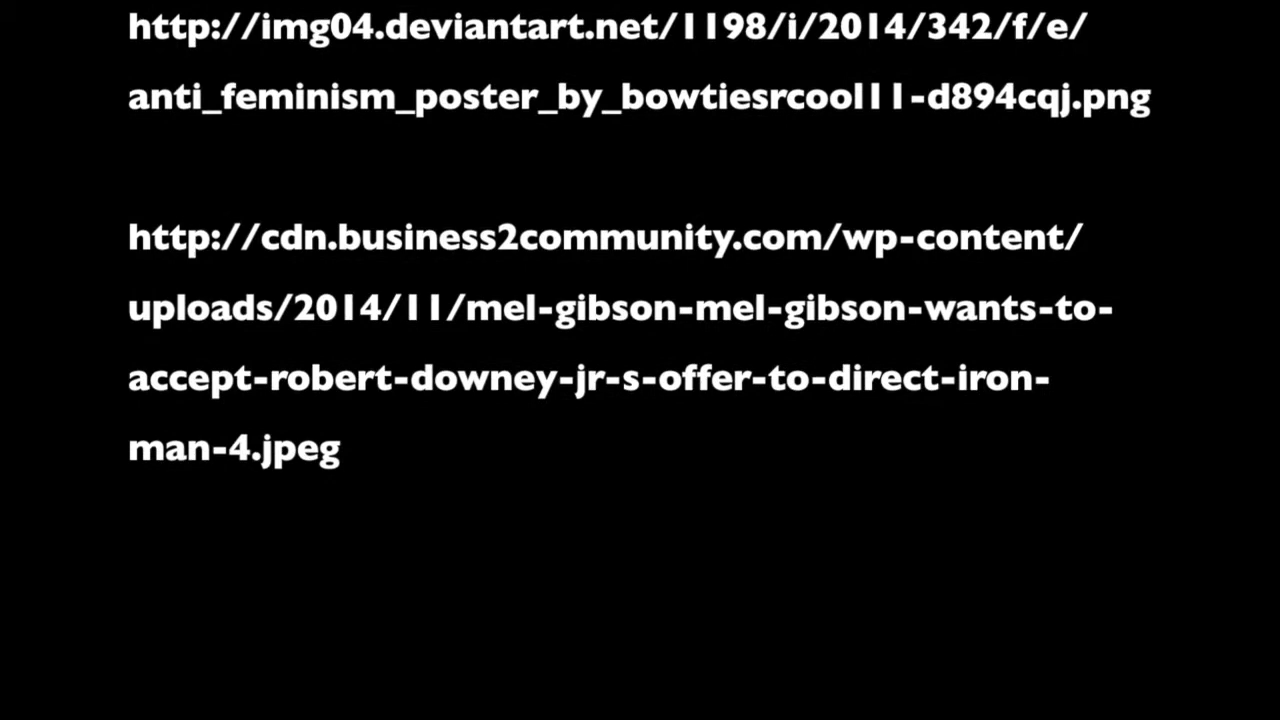 http://img04.deviantart.net/1198/i/2014/342/f/e/
anti_feminism_poster_by_bowtiesrcool11-d894cqj.png
http://cdn.business2community.com/wp-content/
uploads/2014/11/mel-gibson-mel-gibson-wants-to-
accept-robert-downey-jr-s-offer-to-direct-iron-
man-4.jpeg